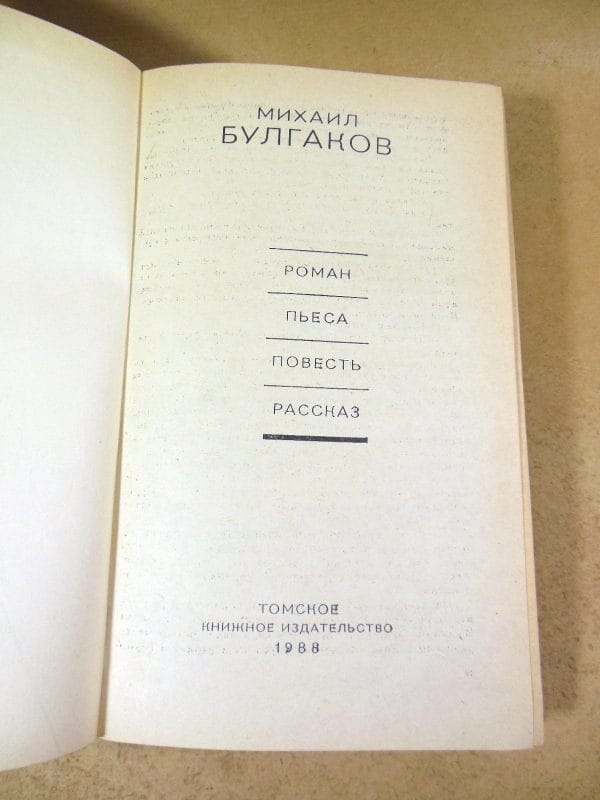 МИХАИЛ
БУЛГАКОВ
РОМАН
ПЬЕСА
ПОВЕСТЬ
РАССКАЗ
ТОМСКОЕ
КНИЖНОЕ ИЗДАТЕЛЬСТВО
1988